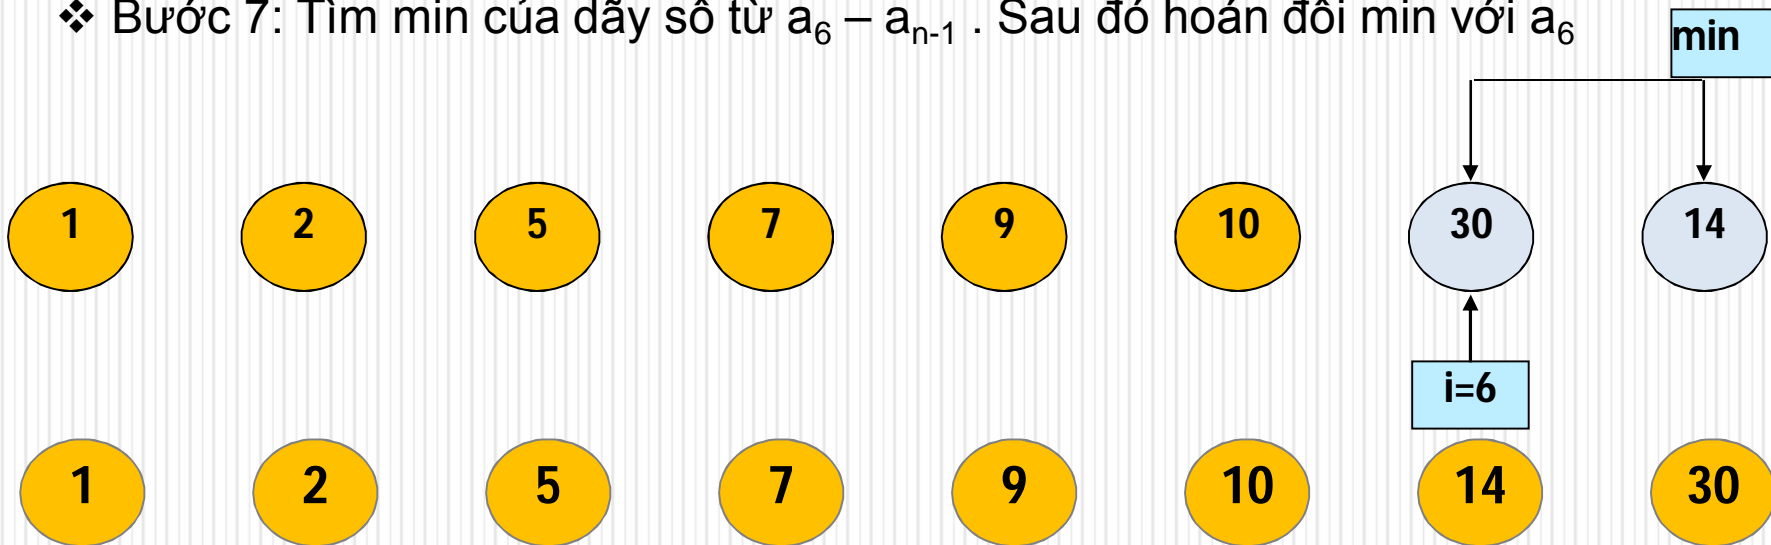 ❖ Bước 7: Tìm min của dãy số từ a₆ – aₙ₋₁ . Sau đó hoán đổi min với a₆
min
1 2 5 7 9 10 30 14
i=6
1 2 5 7 9 10 14 30